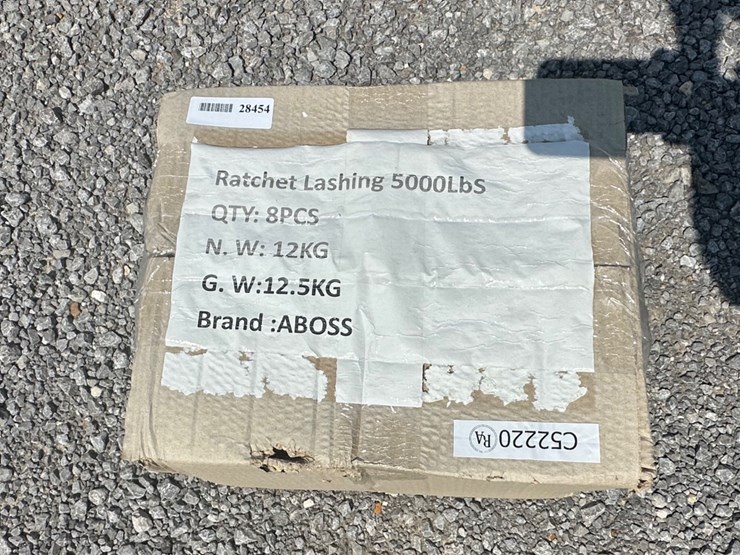 28454
Ratchet Lashing 5000LbS
QTY: 8PCS
N. W: 12KG
G. W:12.5KG
Brand :ABOSS
C52220 RA